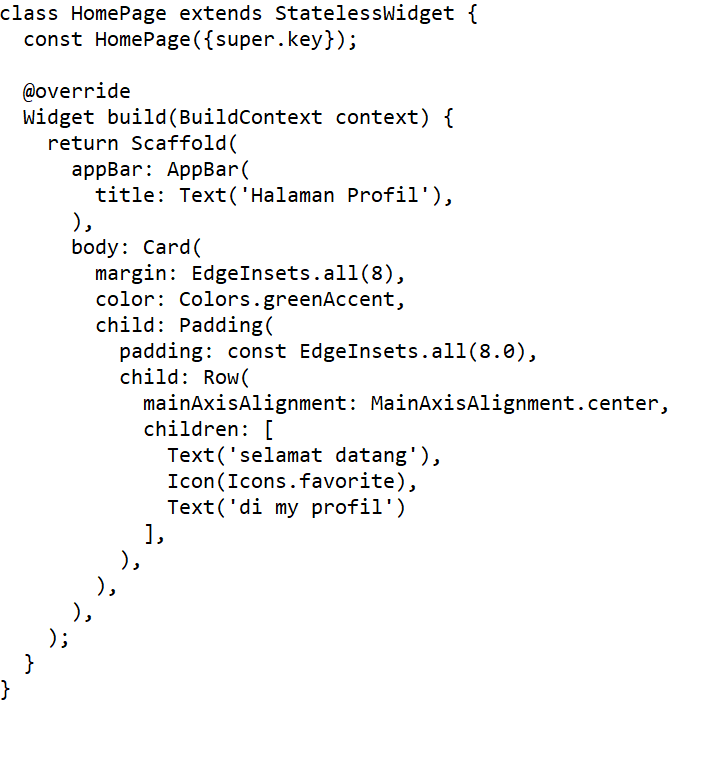 class HomePage extends StatelessWidget {
  const HomePage({super.key});

  @override
  Widget build(BuildContext context) {
    return Scaffold(
      appBar: AppBar(
        title: Text('Halaman Profil'),
      ),
      body: Card(
        margin: EdgeInsets.all(8),
        color: Colors.greenAccent,
        child: Padding(
          padding: const EdgeInsets.all(8.0),
          child: Row(
            mainAxisAlignment: MainAxisAlignment.center,
            children: [
              Text('selamat datang'),
              Icon(Icons.favorite),
              Text('di my profil')
            ],
          ),
        ),
      ),
    );
  }
}